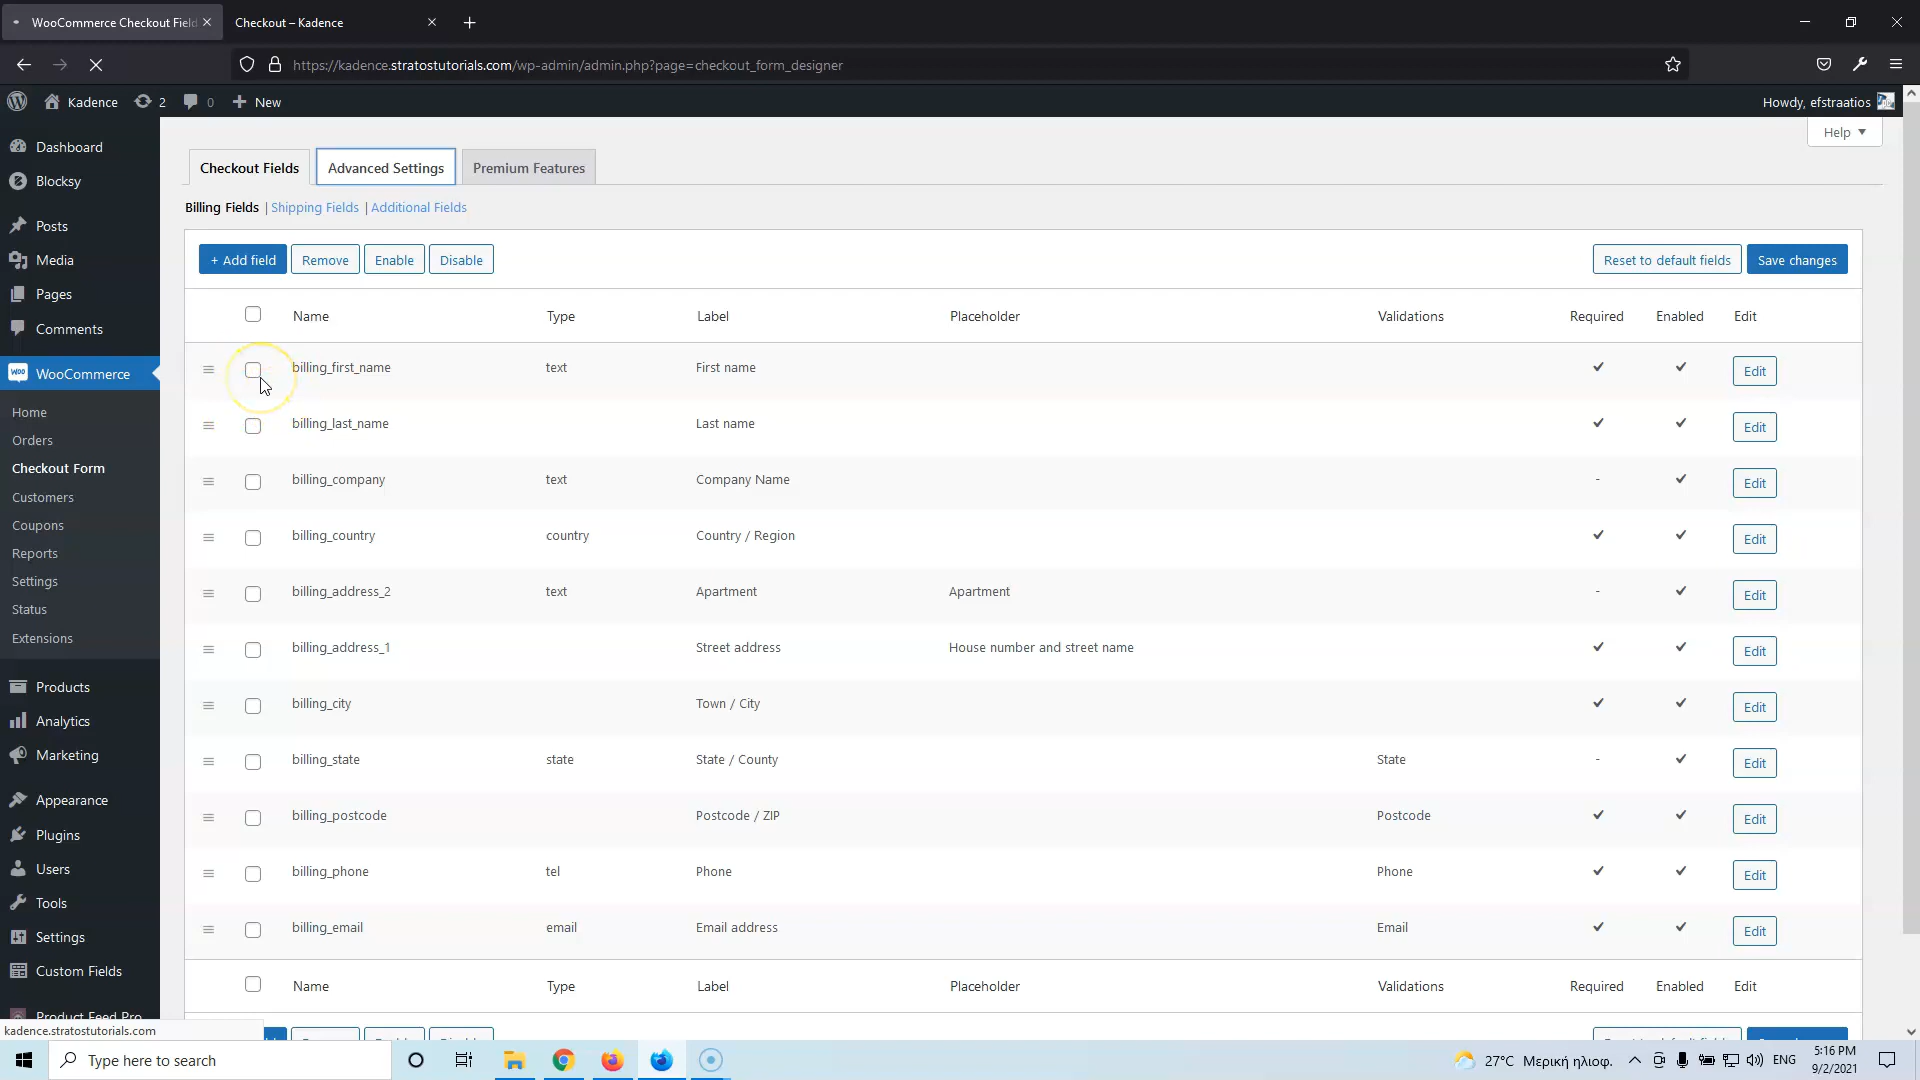 WooCommerce Checkout Field
Checkout – Kadence
https://kadence.stratostutorials.com/wp-admin/admin.php?page=checkout_form_designer
Kadence
2
0
New
Howdy, efstraatios
Help
Dashboard
Blocksy
Posts
Media
Pages
Comments
WOO
WooCommerce
Home
Orders
Checkout Form
Customers
Coupons
Reports
Settings
Status
Extensions
Products
Analytics
Marketing
Appearance
Plugins
Users
Tools
Settings
Custom Fields
Product Feed Pro
kadence.stratostutorials.com
Checkout Fields
Advanced Settings
Premium Features
Billing Fields | Shipping Fields | Additional Fields
+ Add field Remove Enable Disable
Reset to default fields Save changes
Name Type Label Placeholder Validations Required Enabled Edit
billing_first_name text First name Edit
billing_last_name Last name Edit
billing_company text Company Name - Edit
billing_country country Country / Region Edit
billing_address_2 text Apartment Apartment - Edit
billing_address_1 Street address House number and street name Edit
billing_city Town / City Edit
billing_state state State / County State - Edit
billing_postcode Postcode / ZIP Postcode Edit
billing_phone tel Phone Phone Edit
billing_email email Email address Email Edit
Name Type Label Placeholder Validations Required Enabled Edit
Type here to search
27°C Μερική ηλιοφ.
ENG
5:16 PM
9/2/2021